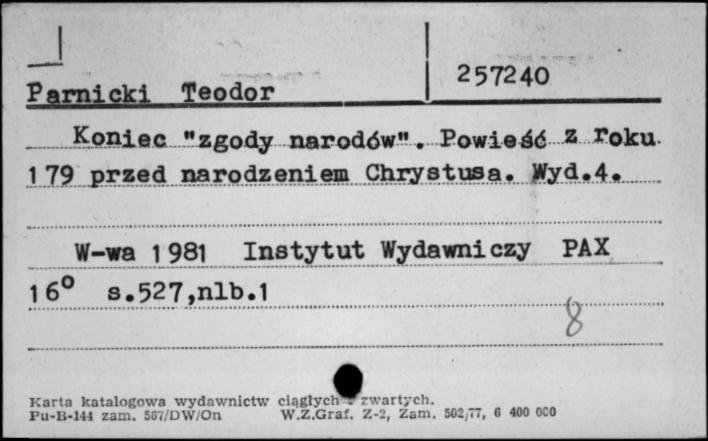 257240
Parnicki Teodor
Koniec "zgody narodów". Powieść z roku
179 przed narodzeniem Chrystusa. Wyd.4.
W-wa 1981 Instytut Wydawniczy PAX
16° s.527,nlb.1
8
Karta katalogowa wydawnictw ciągłych - zwartych.
Pu-B-144 zam. 567/DW/On W.Z.Graf. Z-2, Zam. 502/77, 6 400 000